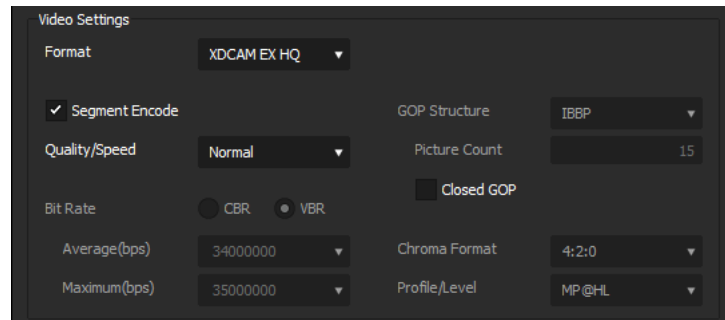 Video Settings
Format XDCAM EX HQ
Segment Encode GOP Structure IBBP
Quality/Speed Normal Picture Count 15
Closed GOP
Bit Rate CBR VBR
Average(bps) 34000000 Chroma Format 4:2:0
Maximum(bps) 35000000 Profile/Level MP@HL